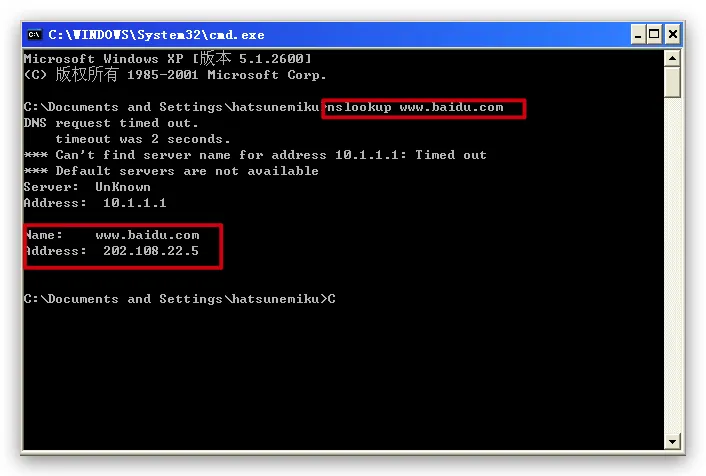 C:\WINDOWS\System32\cmd.exe
Microsoft Windows XP [版本 5.1.2600]
(C) 版权所有 1985-2001 Microsoft Corp.
C:\Documents and Settings\hatsunemiku>nslookup www.baidu.com
DNS request timed out.
timeout was 2 seconds.
*** Can't find server name for address 10.1.1.1: Timed out
*** Default servers are not available
Server:  UnKnown
Address:  10.1.1.1
Name:    www.baidu.com
Address:  202.108.22.5
C:\Documents and Settings\hatsunemiku>C